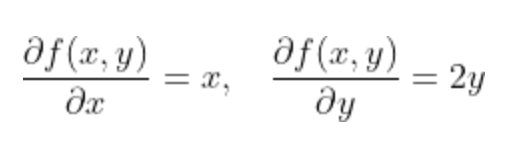 ∂f(x, y)/∂x = x, ∂f(x, y)/∂y = 2y